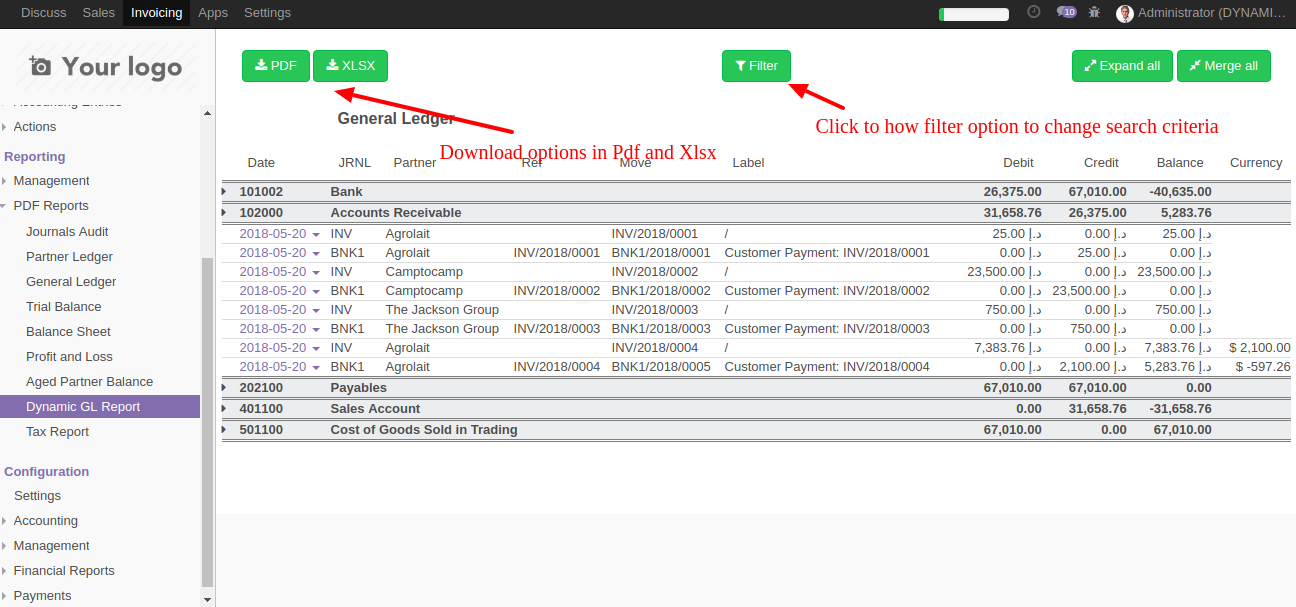 Discuss Sales Invoicing Apps Settings 10 Administrator (DYNAMI...
Your logo
PDF XLSX Filter Expand all Merge all
Accounting Entries
Actions
Reporting
Management
PDF Reports
Journals Audit
Partner Ledger
General Ledger
Trial Balance
Balance Sheet
Profit and Loss
Aged Partner Balance
Dynamic GL Report
Tax Report
Configuration
Settings
Accounting
Management
Financial Reports
Payments
General Ledger
Click to how filter option to change search criteria
Download options in Pdf and Xlsx
Date JRNL Partner Ref Move Label Debit Credit Balance Currency
101002 Bank 26,375.00 67,010.00 -40,635.00
102000 Accounts Receivable 31,658.76 26,375.00 5,283.76
2018-05-20 INV Agrolait INV/2018/0001 / 25.00 د.إ 0.00 د.إ 25.00 د.إ
2018-05-20 BNK1 Agrolait INV/2018/0001 BNK1/2018/0001 Customer Payment: INV/2018/0001 0.00 د.إ 25.00 د.إ 0.00 د.إ
2018-05-20 INV Camptocamp INV/2018/0002 / 23,500.00 د.إ 0.00 د.إ 23,500.00 د.إ
2018-05-20 BNK1 Camptocamp INV/2018/0002 BNK1/2018/0002 Customer Payment: INV/2018/0002 0.00 د.إ 23,500.00 د.إ 0.00 د.إ
2018-05-20 INV The Jackson Group INV/2018/0003 / 750.00 د.إ 0.00 د.إ 750.00 د.إ
2018-05-20 BNK1 The Jackson Group INV/2018/0003 BNK1/2018/0003 Customer Payment: INV/2018/0003 0.00 د.إ 750.00 د.إ 0.00 د.إ
2018-05-20 INV Agrolait INV/2018/0004 / 7,383.76 د.إ 0.00 د.إ 7,383.76 د.إ $ 2,100.00
2018-05-20 BNK1 Agrolait INV/2018/0004 BNK1/2018/0005 Customer Payment: INV/2018/0004 0.00 د.إ 2,100.00 د.إ 5,283.76 د.إ $ -597.26
202100 Payables 67,010.00 67,010.00 0.00
401100 Sales Account 0.00 31,658.76 -31,658.76
501100 Cost of Goods Sold in Trading 67,010.00 0.00 67,010.00